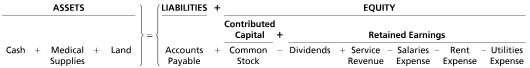 ASSETS LIABILITIES + EQUITY
Contributed
Capital + Retained Earnings
Cash + Medical + Land = Accounts + Common − Dividends + Service − Salaries − Rent − Utilities
Supplies Payable Stock Revenue Expense Expense Expense